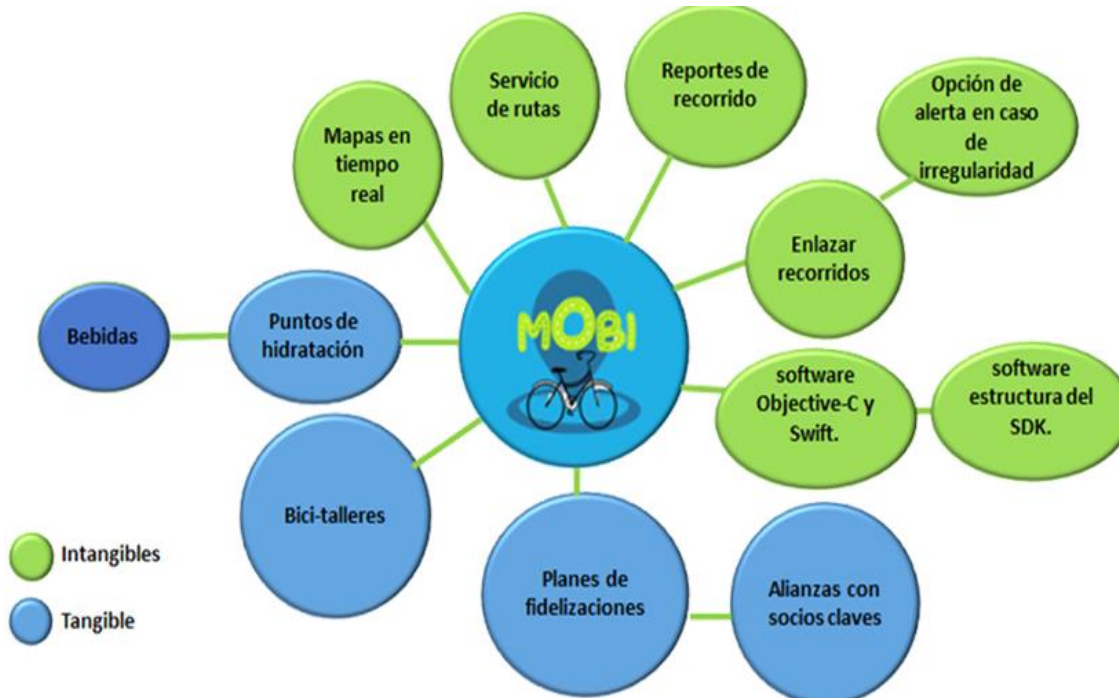 Servicio
de rutas
Reportes de
recorrido
Opción de
alerta en caso
de
irregularidad
Mapas en
tiempo
real
Enlazar
recorridos
MOBI
Bebidas
Puntos de
hidratación
software
Objective-C y
Swift.
software
estructura del
SDK.
Bici-talleres
Planes de
fidelizaciones
Alianzas con
socios claves
Intangibles
Tangible